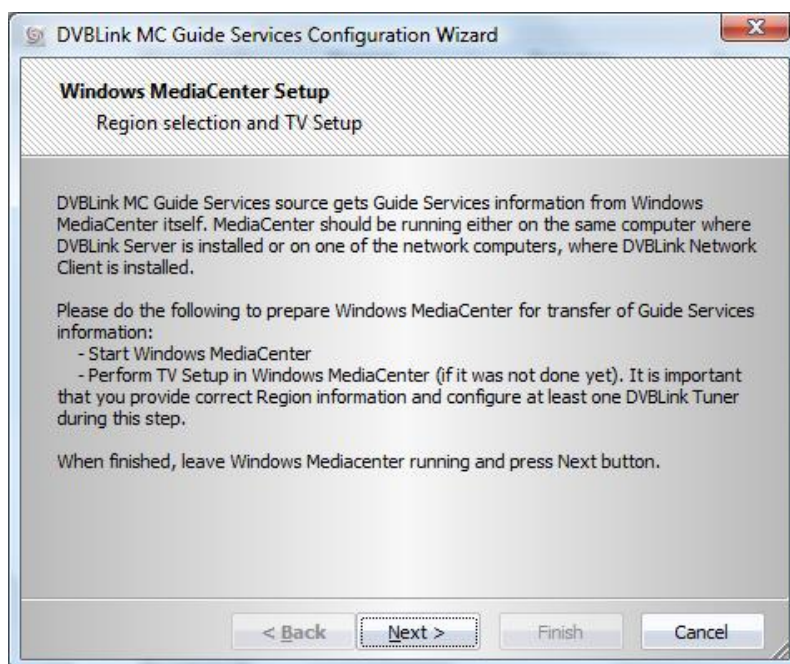 DVBLink MC Guide Services Configuration Wizard
Windows MediaCenter Setup
Region selection and TV Setup
DVBLink MC Guide Services source gets Guide Services information from Windows
MediaCenter itself. MediaCenter should be running either on the same computer where
DVBLink Server is installed or on one of the network computers, where DVBLink Network
Client is installed.
Please do the following to prepare Windows MediaCenter for transfer of Guide Services
information:
- Start Windows MediaCenter
- Perform TV Setup in Windows MediaCenter (if it was not done yet). It is important
that you provide correct Region information and configure at least one DVBLink Tuner
during this step.
When finished, leave Windows Mediacenter running and press Next button.
< Back Next > Finish Cancel